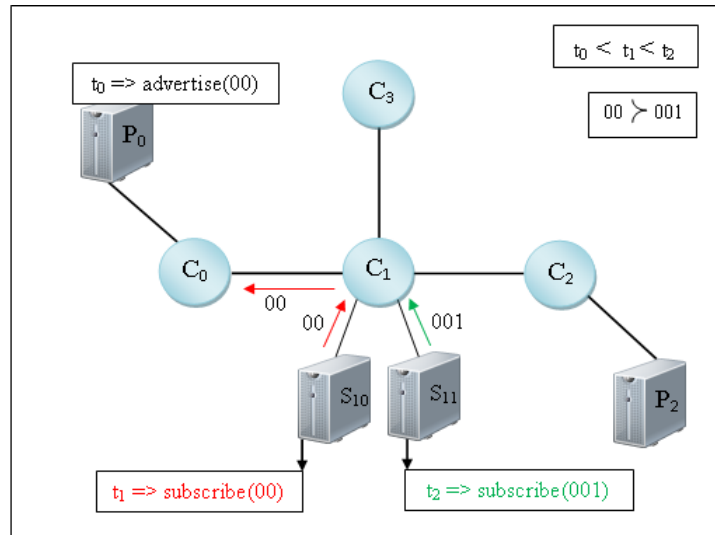 t₀ < t₁ < t₂
t₀ => advertise(00)
C₃
00 ≻ 001
P₀
C₀
C₁
C₂
00
00
001
S₁₀
S₁₁
P₂
t₁ => subscribe(00)
t₂ => subscribe(001)